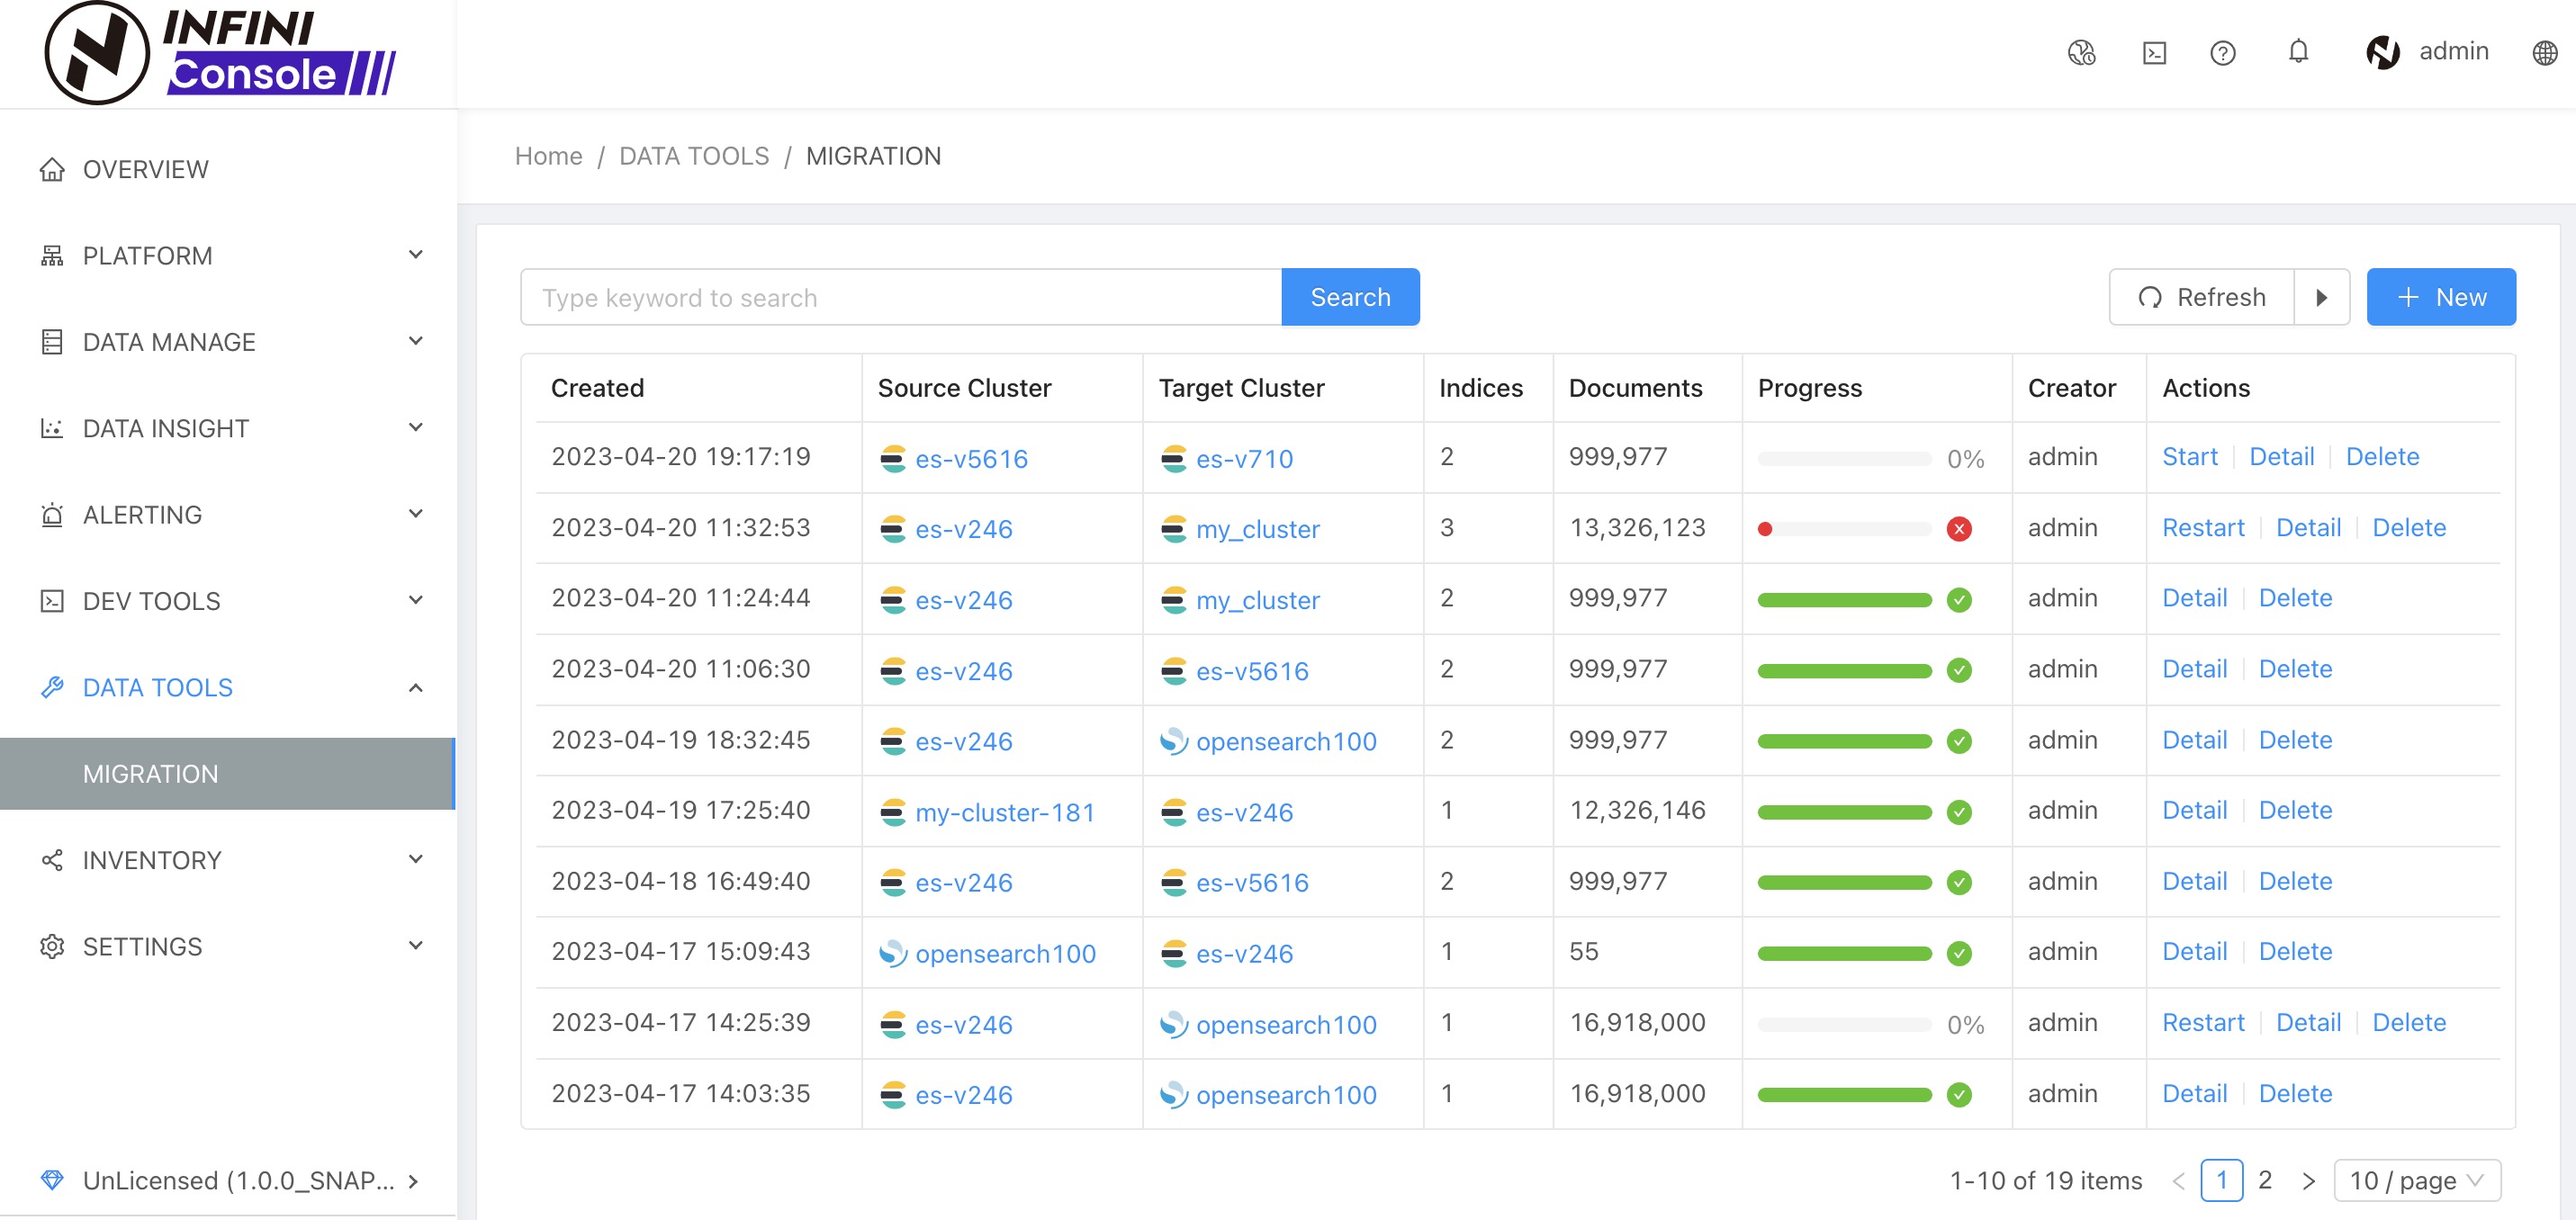 INFINI
Console
admin
OVERVIEW
PLATFORM
DATA MANAGE
DATA INSIGHT
ALERTING
DEV TOOLS
DATA TOOLS
MIGRATION
INVENTORY
SETTINGS
UnLicensed (1.0.0_SNAP...
Home / DATA TOOLS / MIGRATION
Type keyword to search Search Refresh New
Created Source Cluster Target Cluster Indices Documents Progress Creator Actions
2023-04-20 19:17:19 es-v5616 es-v710 2 999,977 0% admin Start Detail Delete
2023-04-20 11:32:53 es-v246 my_cluster 3 13,326,123 admin Restart Detail Delete
2023-04-20 11:24:44 es-v246 my_cluster 2 999,977 admin Detail Delete
2023-04-20 11:06:30 es-v246 es-v5616 2 999,977 admin Detail Delete
2023-04-19 18:32:45 es-v246 opensearch100 2 999,977 admin Detail Delete
2023-04-19 17:25:40 my-cluster-181 es-v246 1 12,326,146 admin Detail Delete
2023-04-18 16:49:40 es-v246 es-v5616 2 999,977 admin Detail Delete
2023-04-17 15:09:43 opensearch100 es-v246 1 55 admin Detail Delete
2023-04-17 14:25:39 es-v246 opensearch100 1 16,918,000 0% admin Restart Detail Delete
2023-04-17 14:03:35 es-v246 opensearch100 1 16,918,000 admin Detail Delete
1-10 of 19 items < 1 2 > 10 / page